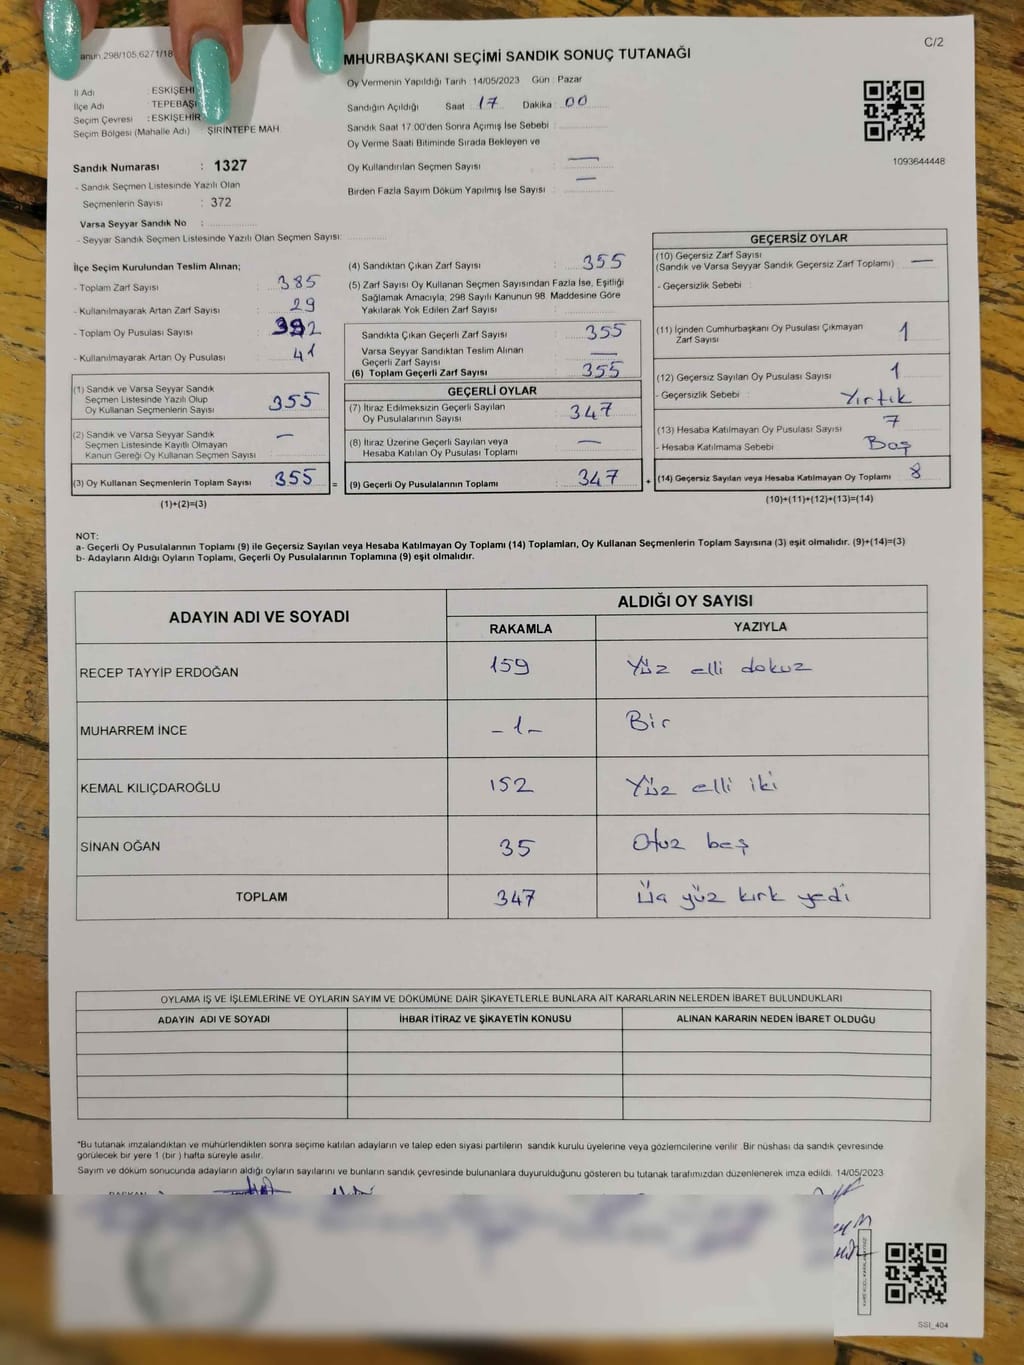 anun.298/105,6271/18
C/2
MHURBAŞKANI SEÇİMİ SANDIK SONUÇ TUTANAĞI
İl Adı : ESKİŞEHİ
İlçe Adı : TEPEBAŞI
Seçim Çevresi : ESKİŞEHİR
Seçim Bölgesi (Mahalle Adı) : ŞİRİNTEPE MAH.
Oy Vermenin Yapıldığı Tarih :14/05/2023 Gün : Pazar
Sandığın Açıldığı Saat : 17 Dakika : 00
Sandık Saat 17.00'den Sonra Açımış İse Sebebi :
Oy Verme Saati Bitiminde Sırada Bekleyen ve
Oy Kullandırılan Seçmen Sayısı : —
Birden Fazla Sayım Döküm Yapılmış İse Sayısı : —
1093644448
Sandık Numarası : 1327
- Sandık Seçmen Listesinde Yazılı Olan
Seçmenlerin Sayısı : 372
Varsa Seyyar Sandık No :
- Seyyar Sandık Seçmen Listesinde Yazılı Olan Seçmen Sayısı:
İlçe Seçim Kurulundan Teslim Alınan;
- Toplam Zarf Sayısı : 385
- Kullanılmayarak Artan Zarf Sayısı : 29
- Toplam Oy Pusulası Sayısı :
- Kullanılmayarak Artan Oy Pusulası : 41
(1) Sandık ve Varsa Seyyar Sandık
Seçmen Listesinde Yazılı Olup
Oy Kullanan Seçmenlerin Sayısı : 355
(2) Sandık ve Varsa Seyyar Sandık
Seçmen Listesinde Kayıtlı Olmayan
Kanun Gereği Oy Kullanan Seçmen Sayısı : —
(3) Oy Kullanan Seçmenlerin Toplam Sayısı : 355
(1)+(2)=(3)
=
(4) Sandıktan Çıkan Zarf Sayısı : 355
(5) Zarf Sayısı Oy Kullanan Seçmen Sayısından Fazla İse, Eşitliği
Sağlamak Amacıyla; 298 Sayılı Kanunun 98. Maddesine Göre
Yakılarak Yok Edilen Zarf Sayısı :
Sandıkta Çıkan Geçerli Zarf Sayısı : 355
Varsa Seyyar Sandıktan Teslim Alınan
Geçerli Zarf Sayısı : —
(6) Toplam Geçerli Zarf Sayısı : 355
GEÇERLİ OYLAR
(7) İtiraz Edilmeksizin Geçerli Sayılan
Oy Pusulalarının Sayısı : 347
(8) İtiraz Üzerine Geçerli Sayılan veya
Hesaba Katılan Oy Pusulası Toplamı : —
(9) Geçerli Oy Pusulalarının Toplamı : 347
+
GEÇERSİZ OYLAR
(10) Geçersiz Zarf Sayısı
(Sandık ve Varsa Seyyar Sandık Geçersiz Zarf Toplamı) : —
- Geçersizlik Sebebi :
(11) İçinden Cumhurbaşkanı Oy Pusulası Çıkmayan
Zarf Sayısı : 1
(12) Geçersiz Sayılan Oy Pusulası Sayısı : 1
- Geçersizlik Sebebi : Yırtık
(13) Hesaba Katılmayan Oy Pusulası Sayısı : 7
- Hesaba Katılmama Sebebi : Boş
(14) Geçersiz Sayılan veya Hesaba Katılmayan Oy Toplamı : 8
(10)+(11)+(12)+(13)=(14)
NOT:
a- Geçerli Oy Pusulalarının Toplamı (9) ile Geçersiz Sayılan veya Hesaba Katılmayan Oy Toplamı (14) Toplamları, Oy Kullanan Seçmenlerin Toplam Sayısına (3) eşit olmalıdır. (9)+(14)=(3)
b- Adayların Aldığı Oyların Toplamı, Geçerli Oy Pusulalarının Toplamına (9) eşit olmalıdır.
ADAYIN ADI VE SOYADI
ALDIĞI OY SAYISI
RAKAMLA YAZIYLA
RECEP TAYYİP ERDOĞAN 159 Yüz elli dokuz
MUHARREM İNCE -1- Bir
KEMAL KILIÇDAROĞLU 152 Yüz elli iki
SİNAN OĞAN 35 Otuz beş
TOPLAM 347 Üç yüz kırk yedi
OYLAMA İŞ VE İŞLEMLERİNE VE OYLARIN SAYIM VE DÖKÜMÜNE DAİR ŞİKAYETLERLE BUNLARA AİT KARARLARIN NELERDEN İBARET BULUNDUKLARI
ADAYIN ADI VE SOYADI İHBAR İTİRAZ VE ŞİKAYETİN KONUSU ALINAN KARARIN NEDEN İBARET OLDUĞU
*Bu tutanak imzalandıktan ve mühürlendikten sonra seçime katılan adayların ve talep eden siyasi partilerin sandık kurulu üyelerine veya gözlemcilerine verilir. Bir nüshası da sandık çevresinde
görülecek bir yere 1 (bir ) hafta süreyle asılır.
Sayım ve döküm sonucunda adayların aldığı oyların sayılarını ve bunların sandık çevresinde bulunanlara duyurulduğunu gösteren bu tutanak tarafımızdan düzenlenerek imza edildi. 14/05/2023
SSI_404